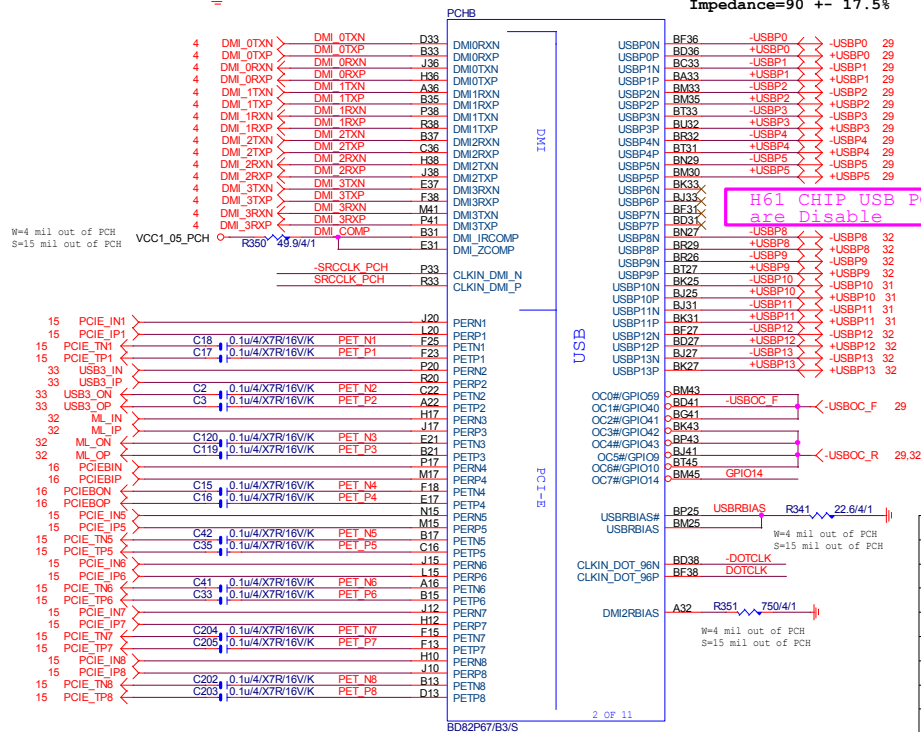 Impedance=90 +- 17.5%
PCHB
4 DMI_0TXN DMI_0TXN D33 DMI0RXN USBP0N BF36 -USBP0 -USBP0 29
4 DMI_0TXP DMI_0TXP B33 DMI0RXP USBP0P BD36 +USBP0 +USBP0 29
4 DMI_0RXN DMI_0RXN J36 DMI0TXN USBP1N BC33 -USBP1 -USBP1 29
4 DMI_0RXP DMI_0RXP H36 DMI0TXP USBP1P BA33 +USBP1 +USBP1 29
4 DMI_1TXN DMI_1TXN A36 DMI1RXN USBP2N BM33 -USBP2 -USBP2 29
4 DMI_1TXP DMI_1TXP B35 DMI1RXP USBP2P BM35 +USBP2 +USBP2 29
4 DMI_1RXN DMI_1RXN P38 DMI1TXN USBP3N BT33 -USBP3 -USBP3 29
4 DMI_1RXP DMI_1RXP R38 DMI1TXP USBP3P BU32 +USBP3 +USBP3 29
4 DMI_2TXN DMI_2TXN B37 DMI2RXN USBP4N BR32 -USBP4 -USBP4 29
4 DMI_2TXP DMI_2TXP C36 DMI2RXP USBP4P BT31 +USBP4 +USBP4 29
4 DMI_2RXN DMI_2RXN H38 DMI2TXN USBP5N BN29 -USBP5 -USBP5 29
4 DMI_2RXP DMI_2RXP J38 DMI2TXP USBP5P BM30 +USBP5 +USBP5 29
4 DMI_3TXN DMI_3TXN E37 DMI3RXN USBP6N BK33
4 DMI_3TXP DMI_3TXP F38 DMI3RXP USBP6P BJ33
4 DMI_3RXN DMI_3RXN M41 DMI3TXN USBP7N BF31
4 DMI_3RXP DMI_3RXP P41 DMI3TXP USBP7P BD31
H61 CHIP USB
are Disable
DMI
W=4 mil out of PCH
S=15 mil out of PCH
VCC1_05_PCH R350 49.9/4/1 DMI_COMP B31 DMI_IRCOMP USBP8N BN27 -USBP8 -USBP8 32
E31 DMI_ZCOMP USBP8P BR29 +USBP8 +USBP8 32
USBP9N BR26 -USBP9 -USBP9 32
-SRCCLK_PCH P33 CLKIN_DMI_N USBP9P BT27 +USBP9 +USBP9 32
SRCCLK_PCH R33 CLKIN_DMI_P USBP10N BK25 -USBP10 -USBP10 31
USBP10P BJ25 +USBP10 +USBP10 31
USBP11N BJ31 -USBP11 -USBP11 31
15 PCIE_IN1 J20 PERN1 USBP11P BK31 +USBP11 +USBP11 31
15 PCIE_IP1 L20 PERP1 USBP12N BF27 -USBP12 -USBP12 32
15 PCIE_TN1 C18 0.1u/4/X7R/16V/K PET_N1 F25 PETN1 USBP12P BD27 +USBP12 +USBP12 32
15 PCIE_TP1 C17 0.1u/4/X7R/16V/K PET_P1 F23 PETP1 USBP13N BJ27 -USBP13 -USBP13 32
33 USB3_IN P20 PERN2 USBP13P BK27 +USBP13 +USBP13 32
33 USB3_IP R20 PERP2
USB
33 USB3_ON C2 0.1u/4/X7R/16V/K PET_N2 C22 PETN2 OC0#/GPIO59 BM43
33 USB3_OP C3 0.1u/4/X7R/16V/K PET_P2 A22 PETP2 OC1#/GPIO40 BD41 -USBOC_F -USBOC_F 29
32 ML_IN H17 PERN3 OC2#/GPIO41 BG41
32 ML_IP J17 PERP3 OC3#/GPIO42 BK43
32 ML_ON C120 0.1u/4/X7R/16V/K PET_N3 E21 PETN3 OC4#/GPIO43 BP43
32 ML_OP C119 0.1u/4/X7R/16V/K PET_P3 B21 PETP3 OC5#/GPIO9 BJ41 -USBOC_R 29,32
16 PCIEBIN P17 PERN4 OC6#/GPIO10 BT45
16 PCIEBIP M17 PERP4 OC7#/GPIO14 BM45 GPIO14
16 PCIEBON C15 0.1u/4/X7R/16V/K PET_N4 F18 PETN4
16 PCIEBOP C16 0.1u/4/X7R/16V/K PET_P4 E17 PETP4
PCI-E
15 PCIE_IN5 N15 PERN5 USBRBIAS# BP25 USBRBIAS R341 22.6/4/1
15 PCIE_IP5 M15 PERP5 USBRBIAS BM25
W=4 mil out of PCH
S=15 mil out of PCH
15 PCIE_TN5 C42 0.1u/4/X7R/16V/K PET_N5 B17 PETN5
15 PCIE_TP5 C35 0.1u/4/X7R/16V/K PET_P5 C16 PETP5
15 PCIE_IN6 J15 PERN6 CLKIN_DOT_96N BD38 -DOTCLK
15 PCIE_IP6 L15 PERP6 CLKIN_DOT_96P BF38 DOTCLK
15 PCIE_TN6 C41 0.1u/4/X7R/16V/K PET_N6 A16 PETN6
15 PCIE_TP6 C33 0.1u/4/X7R/16V/K PET_P6 B15 PETP6
15 PCIE_IN7 J12 PERN7 DMI2RBIAS A32 R351 750/4/1
15 PCIE_IP7 H12 PERP7
W=4 mil out of PCH
S=15 mil out of PCH
15 PCIE_TN7 C204 0.1u/4/X7R/16V/K PET_N7 F15 PETN7
15 PCIE_TP7 C205 0.1u/4/X7R/16V/K PET_P7 F13 PETP7
15 PCIE_IN8 H10 PERN8
15 PCIE_IP8 J10 PERP8
15 PCIE_TN8 C202 0.1u/4/X7R/16V/K PET_N8 B13 PETN8
15 PCIE_TP8 C203 0.1u/4/X7R/16V/K PET_P8 D13 PETP8
2 OF 11
BD82P67/B3/S